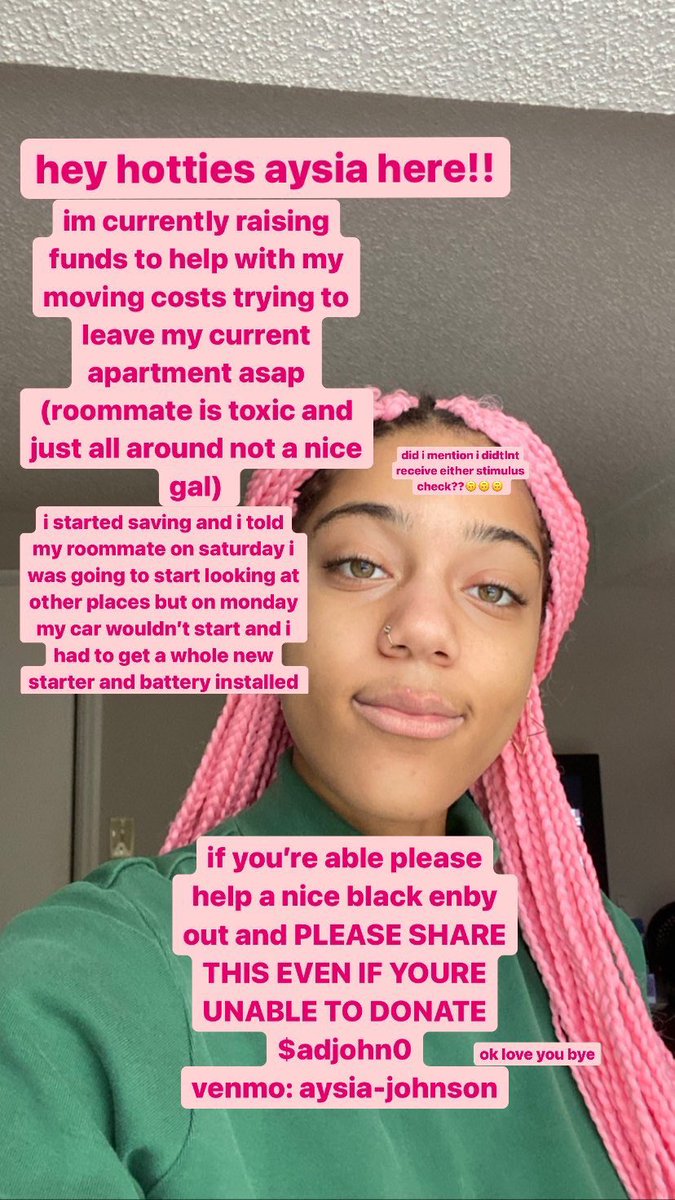 hey hotties aysia here!!
im currently raising
funds to help with my
moving costs trying to
leave my current
apartment asap
(roommate is toxic and
just all around not a nice
gal)
did i mention i didtlnt
receive either stimulus
check??🙃🙃🙃
i started saving and i told
my roommate on saturday i
was going to start looking at
other places but on monday
my car wouldn’t start and i
had to get a whole new
starter and battery installed
if you’re able please
help a nice black enby
out and PLEASE SHARE
THIS EVEN IF YOURE
UNABLE TO DONATE
$adjohn0
venmo: aysia-johnson
ok love you bye